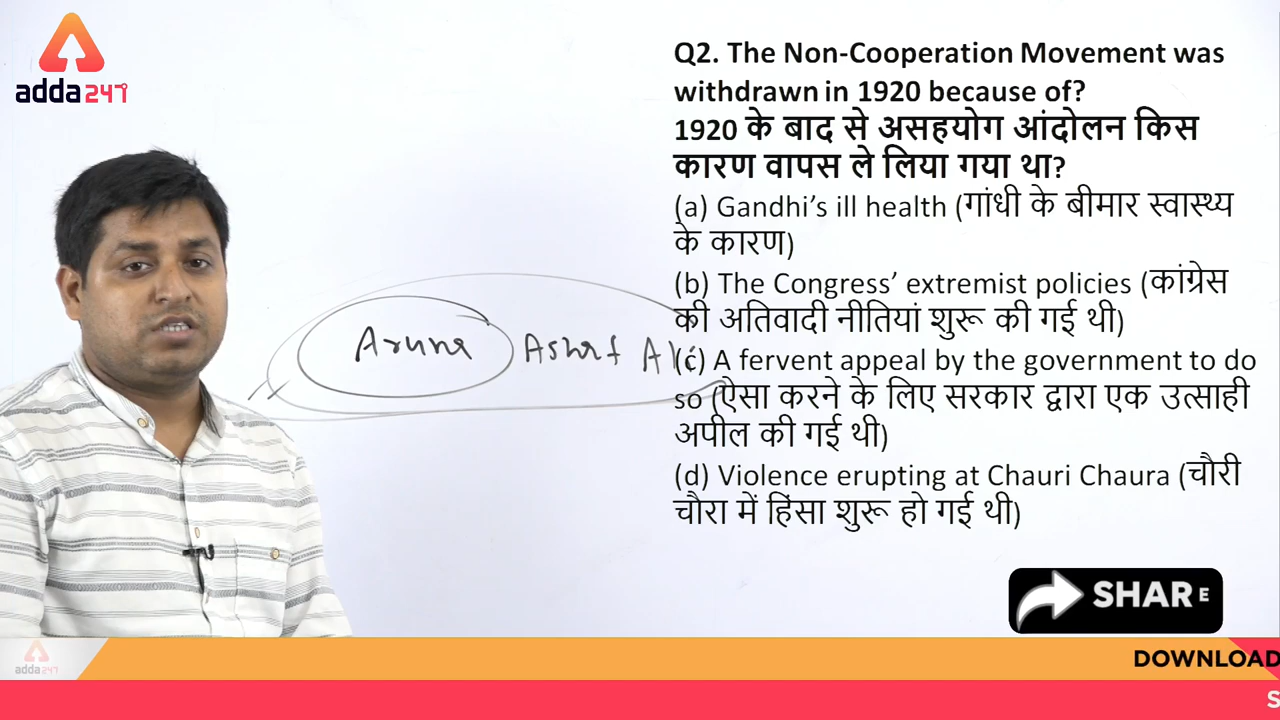 adda247
Q2. The Non-Cooperation Movement was
withdrawn in 1920 because of?
1920 के बाद से असहयोग आंदोलन किस
कारण वापस ले लिया गया था?
(a) Gandhi’s ill health (गांधी के बीमार स्वास्थ्य
के कारण)
(b) The Congress’ extremist policies (कांग्रेस
की अतिवादी नीतियां शुरू की गई थी)
(c) A fervent appeal by the government to do
so (ऐसा करने के लिए सरकार द्वारा एक उत्साही
अपील की गई थी)
(d) Violence erupting at Chauri Chaura (चौरी
चौरा में हिंसा शुरू हो गई थी)
Aruna Asharf Ali
SHARE
adda247
DOWNLOAD
S